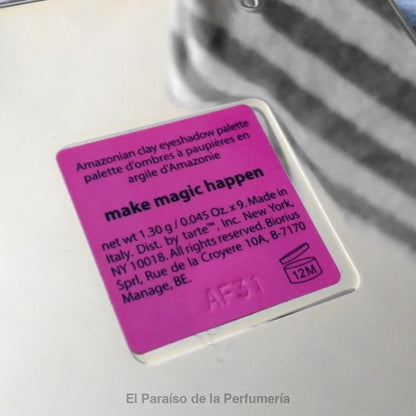 Amazonian clay eyeshadow palette
palette d'ombres à paupières en
argile d'Amazonie
make magic happen
net wt 1.30 g / 0.045 Oz. x 9. Made in
Italy. Dist. by tarte™, Inc. New York,
NY 10018. All rights reserved. Biorius
Sprl. Rue de la Croyere 10A, B-7170
Manage, BE.
12M
AF31
El Paraíso de la Perfumería